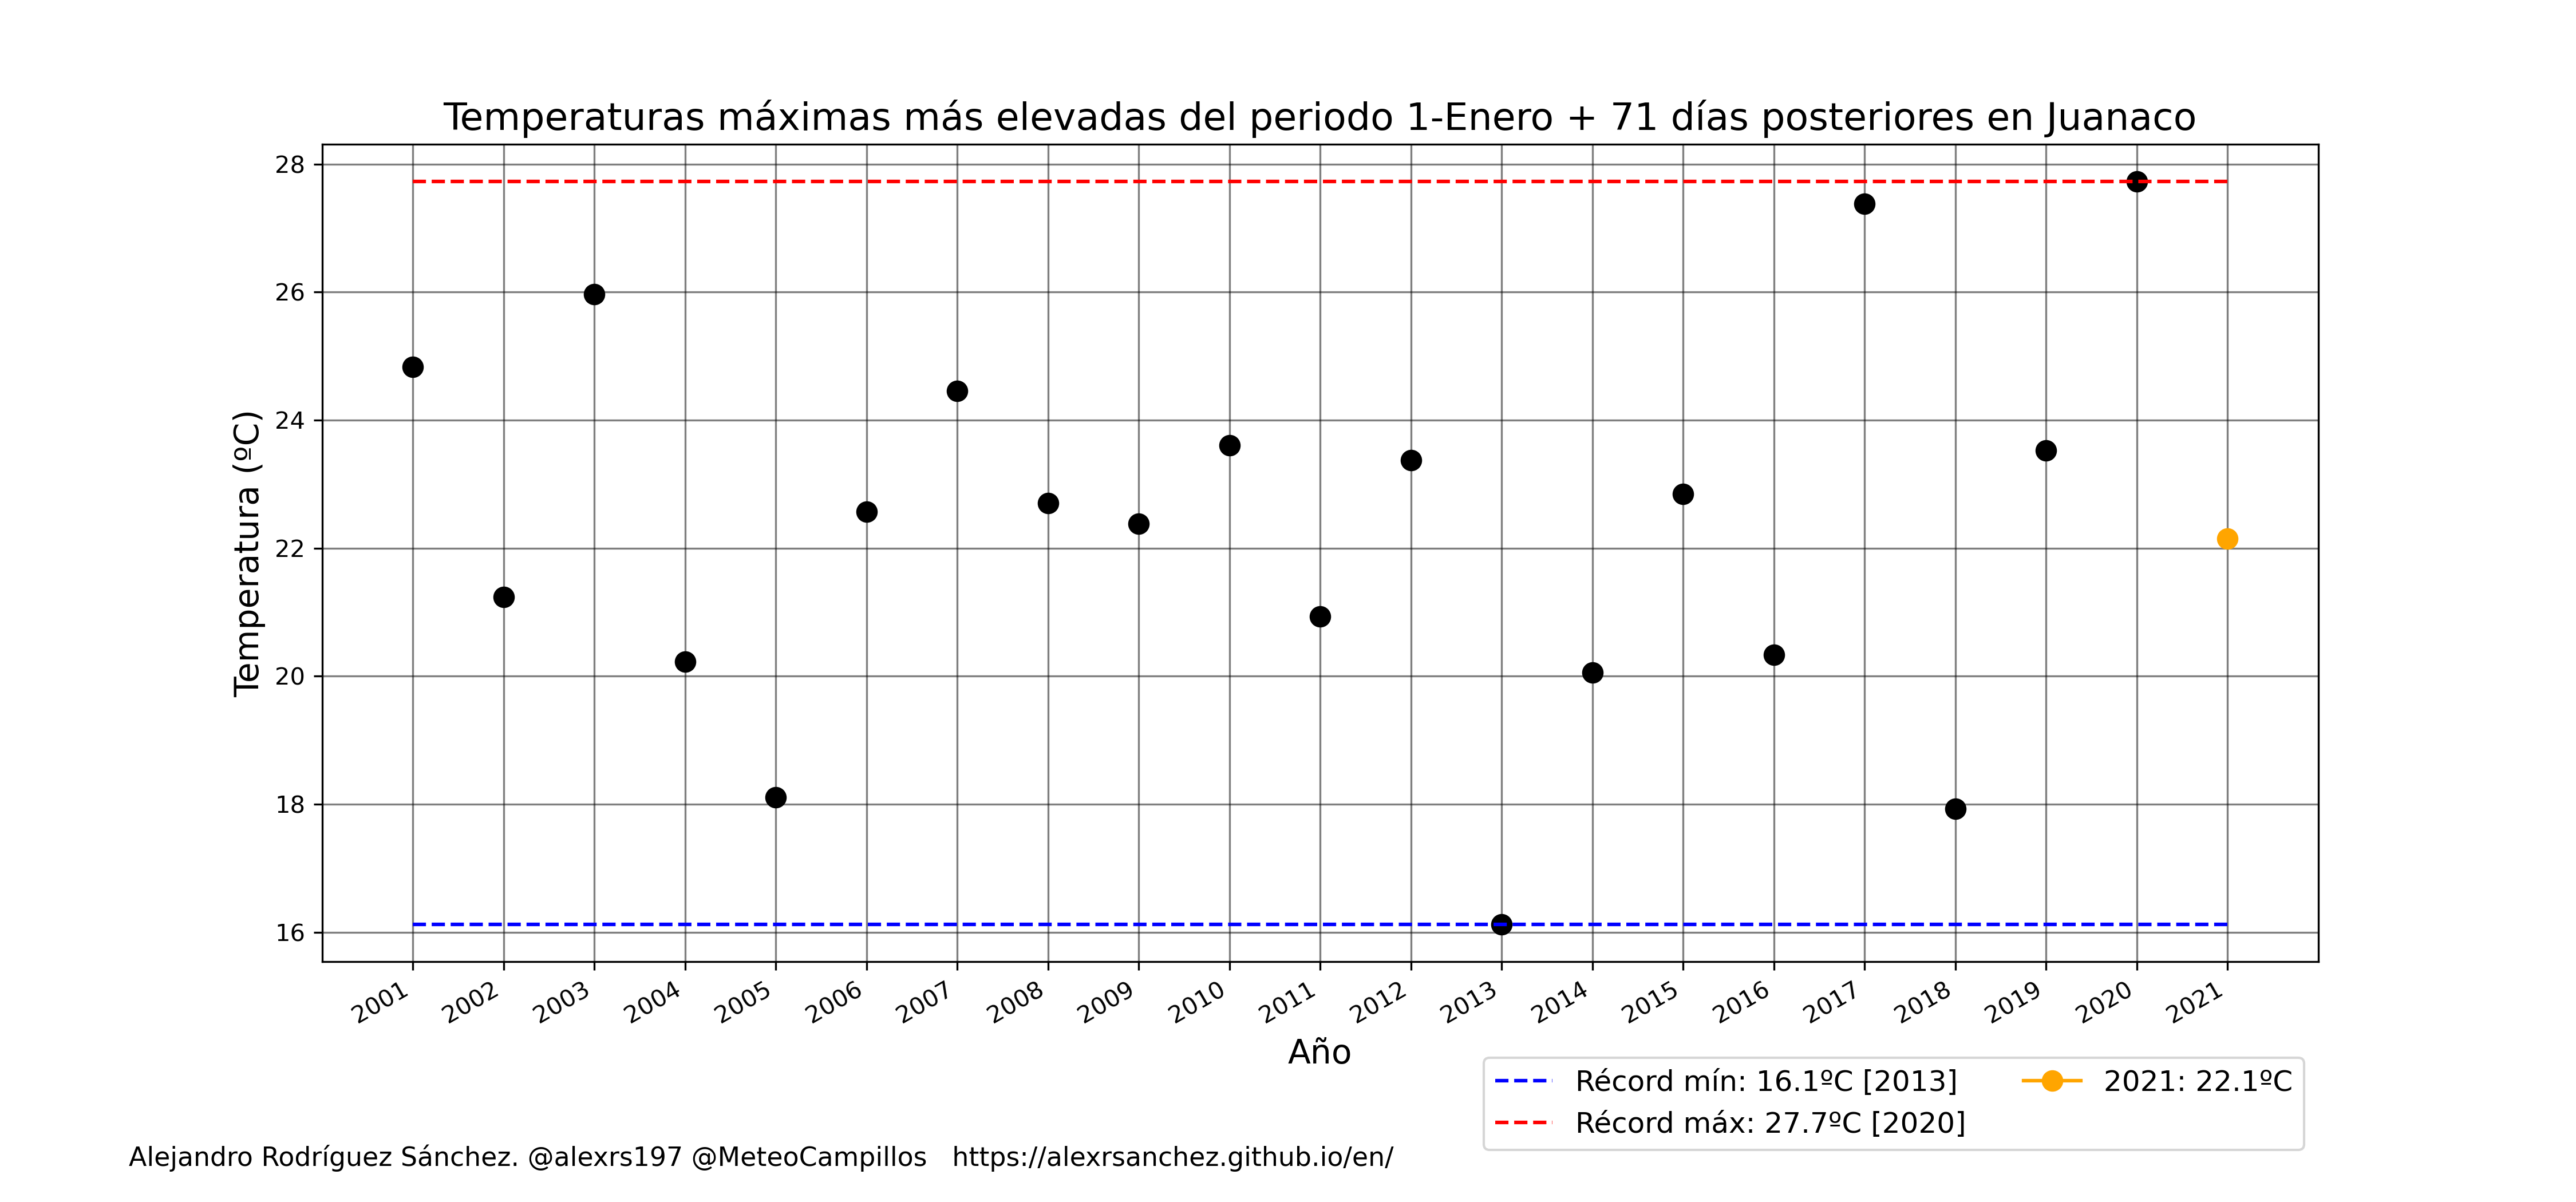 Temperaturas máximas más elevadas del periodo 1-Enero + 71 días posteriores en Juanaco
Temperatura (ºC)
28
26
24
22
20
18
16
2001 2002 2003 2004 2005 2006 2007 2008 2009 2010 2011 2012 2013 2014 2015 2016 2017 2018 2019 2020 2021
Año
Récord mín: 16.1ºC [2013]
Récord máx: 27.7ºC [2020]
2021: 22.1ºC
Alejandro Rodríguez Sánchez. @alexrs197 @MeteoCampillos https://alexrsanchez.github.io/en/